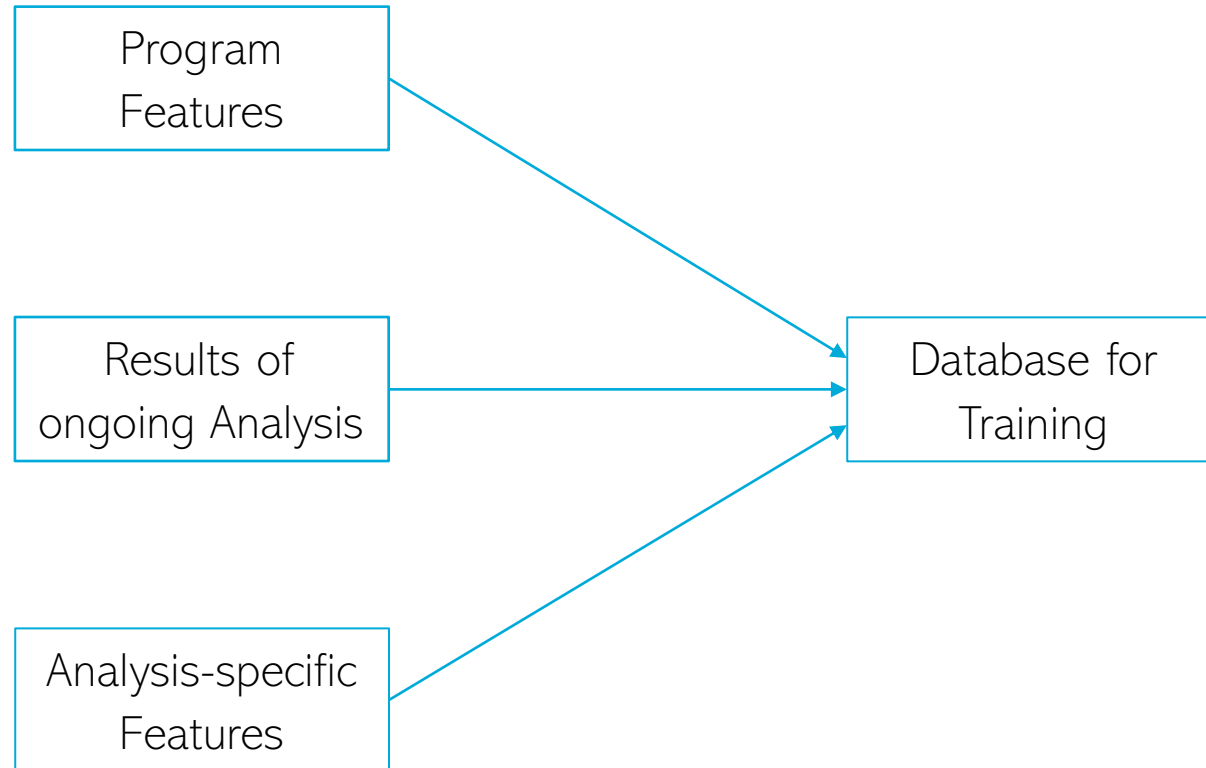 Program
Features
Results of
ongoing Analysis
Database for
Training
Analysis-specific
Features